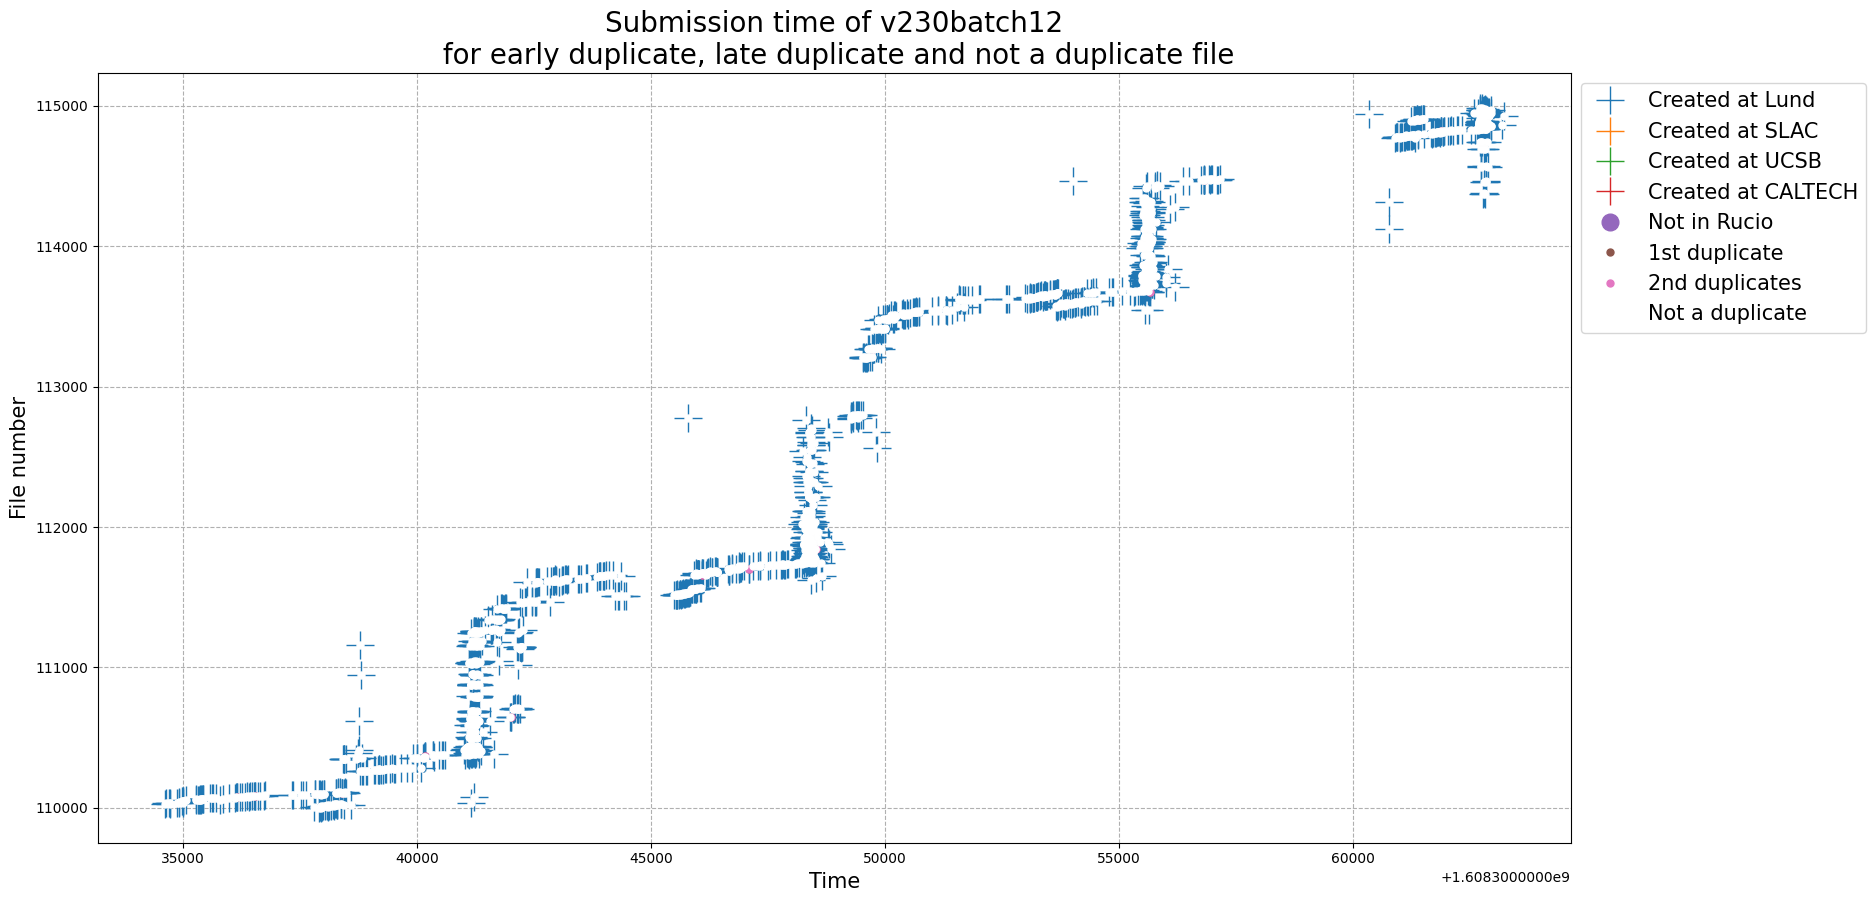 Submission time of v230batch12
for early duplicate, late duplicate and not a duplicate file
Created at Lund
Created at SLAC
Created at UCSB
Created at CALTECH
Not in Rucio
1st duplicate
2nd duplicates
Not a duplicate
115000
114000
113000
112000
111000
110000
File number
35000 40000 45000 50000 55000 60000
Time
+1.6083000000e9